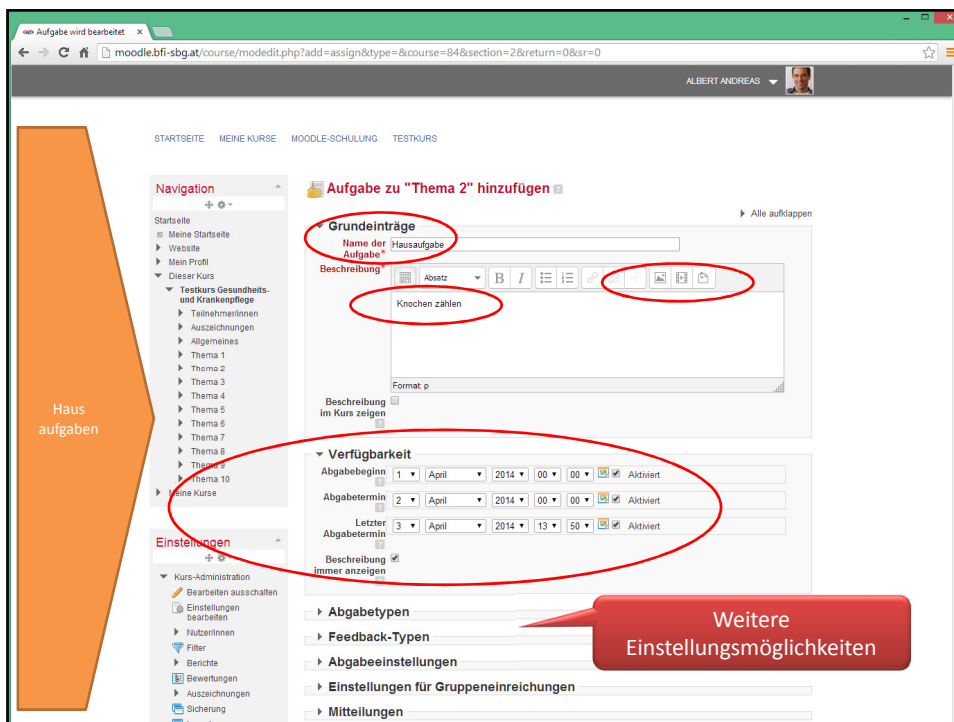 Aufgabe wird bearbeitet ×
moodle.bfi-sbg.at/course/modedit.php?add=assign&type=&course=84&section=2&return=0&sr=0
ALBERT ANDREAS
STARTSEITE MEINE KURSE MOODLE-SCHULUNG TESTKURS
Haus
aufgaben
Navigation
Startseite
Meine Startseite
Website
Mein Profil
Dieser Kurs
Testkurs Gesundheits-
und Krankenpflege
Teilnehmer/innen
Auszeichnungen
Allgemeines
Thema 1
Thema 2
Thema 3
Thema 4
Thema 5
Thema 6
Thema 7
Thema 8
Thema 9
Thema 10
Meine Kurse
Einstellungen
Kurs-Administration
Bearbeiten ausschalten
Einstellungen
bearbeiten
Nutzer/innen
Filter
Berichte
Bewertungen
Auszeichnungen
Sicherung
Aufgabe zu "Thema 2" hinzufügen
Alle aufklappen
Grundeinträge
Name der
Aufgabe* Hausaufgabe
Beschreibung* Absatz B I
Knochen zählen
Format: p
Beschreibung
im Kurs zeigen
Verfügbarkeit
Abgabebeginn 1 April 2014 00 00 Aktiviert
Abgabetermin 2 April 2014 00 00 Aktiviert
Letzter
Abgabetermin 3 April 2014 13 50 Aktiviert
Beschreibung
immer anzeigen
Abgabetypen
Feedback-Typen
Abgabeeinstellungen
Einstellungen für Gruppeneinreichungen
Mitteilungen
Weitere
Einstellungsmöglichkeiten